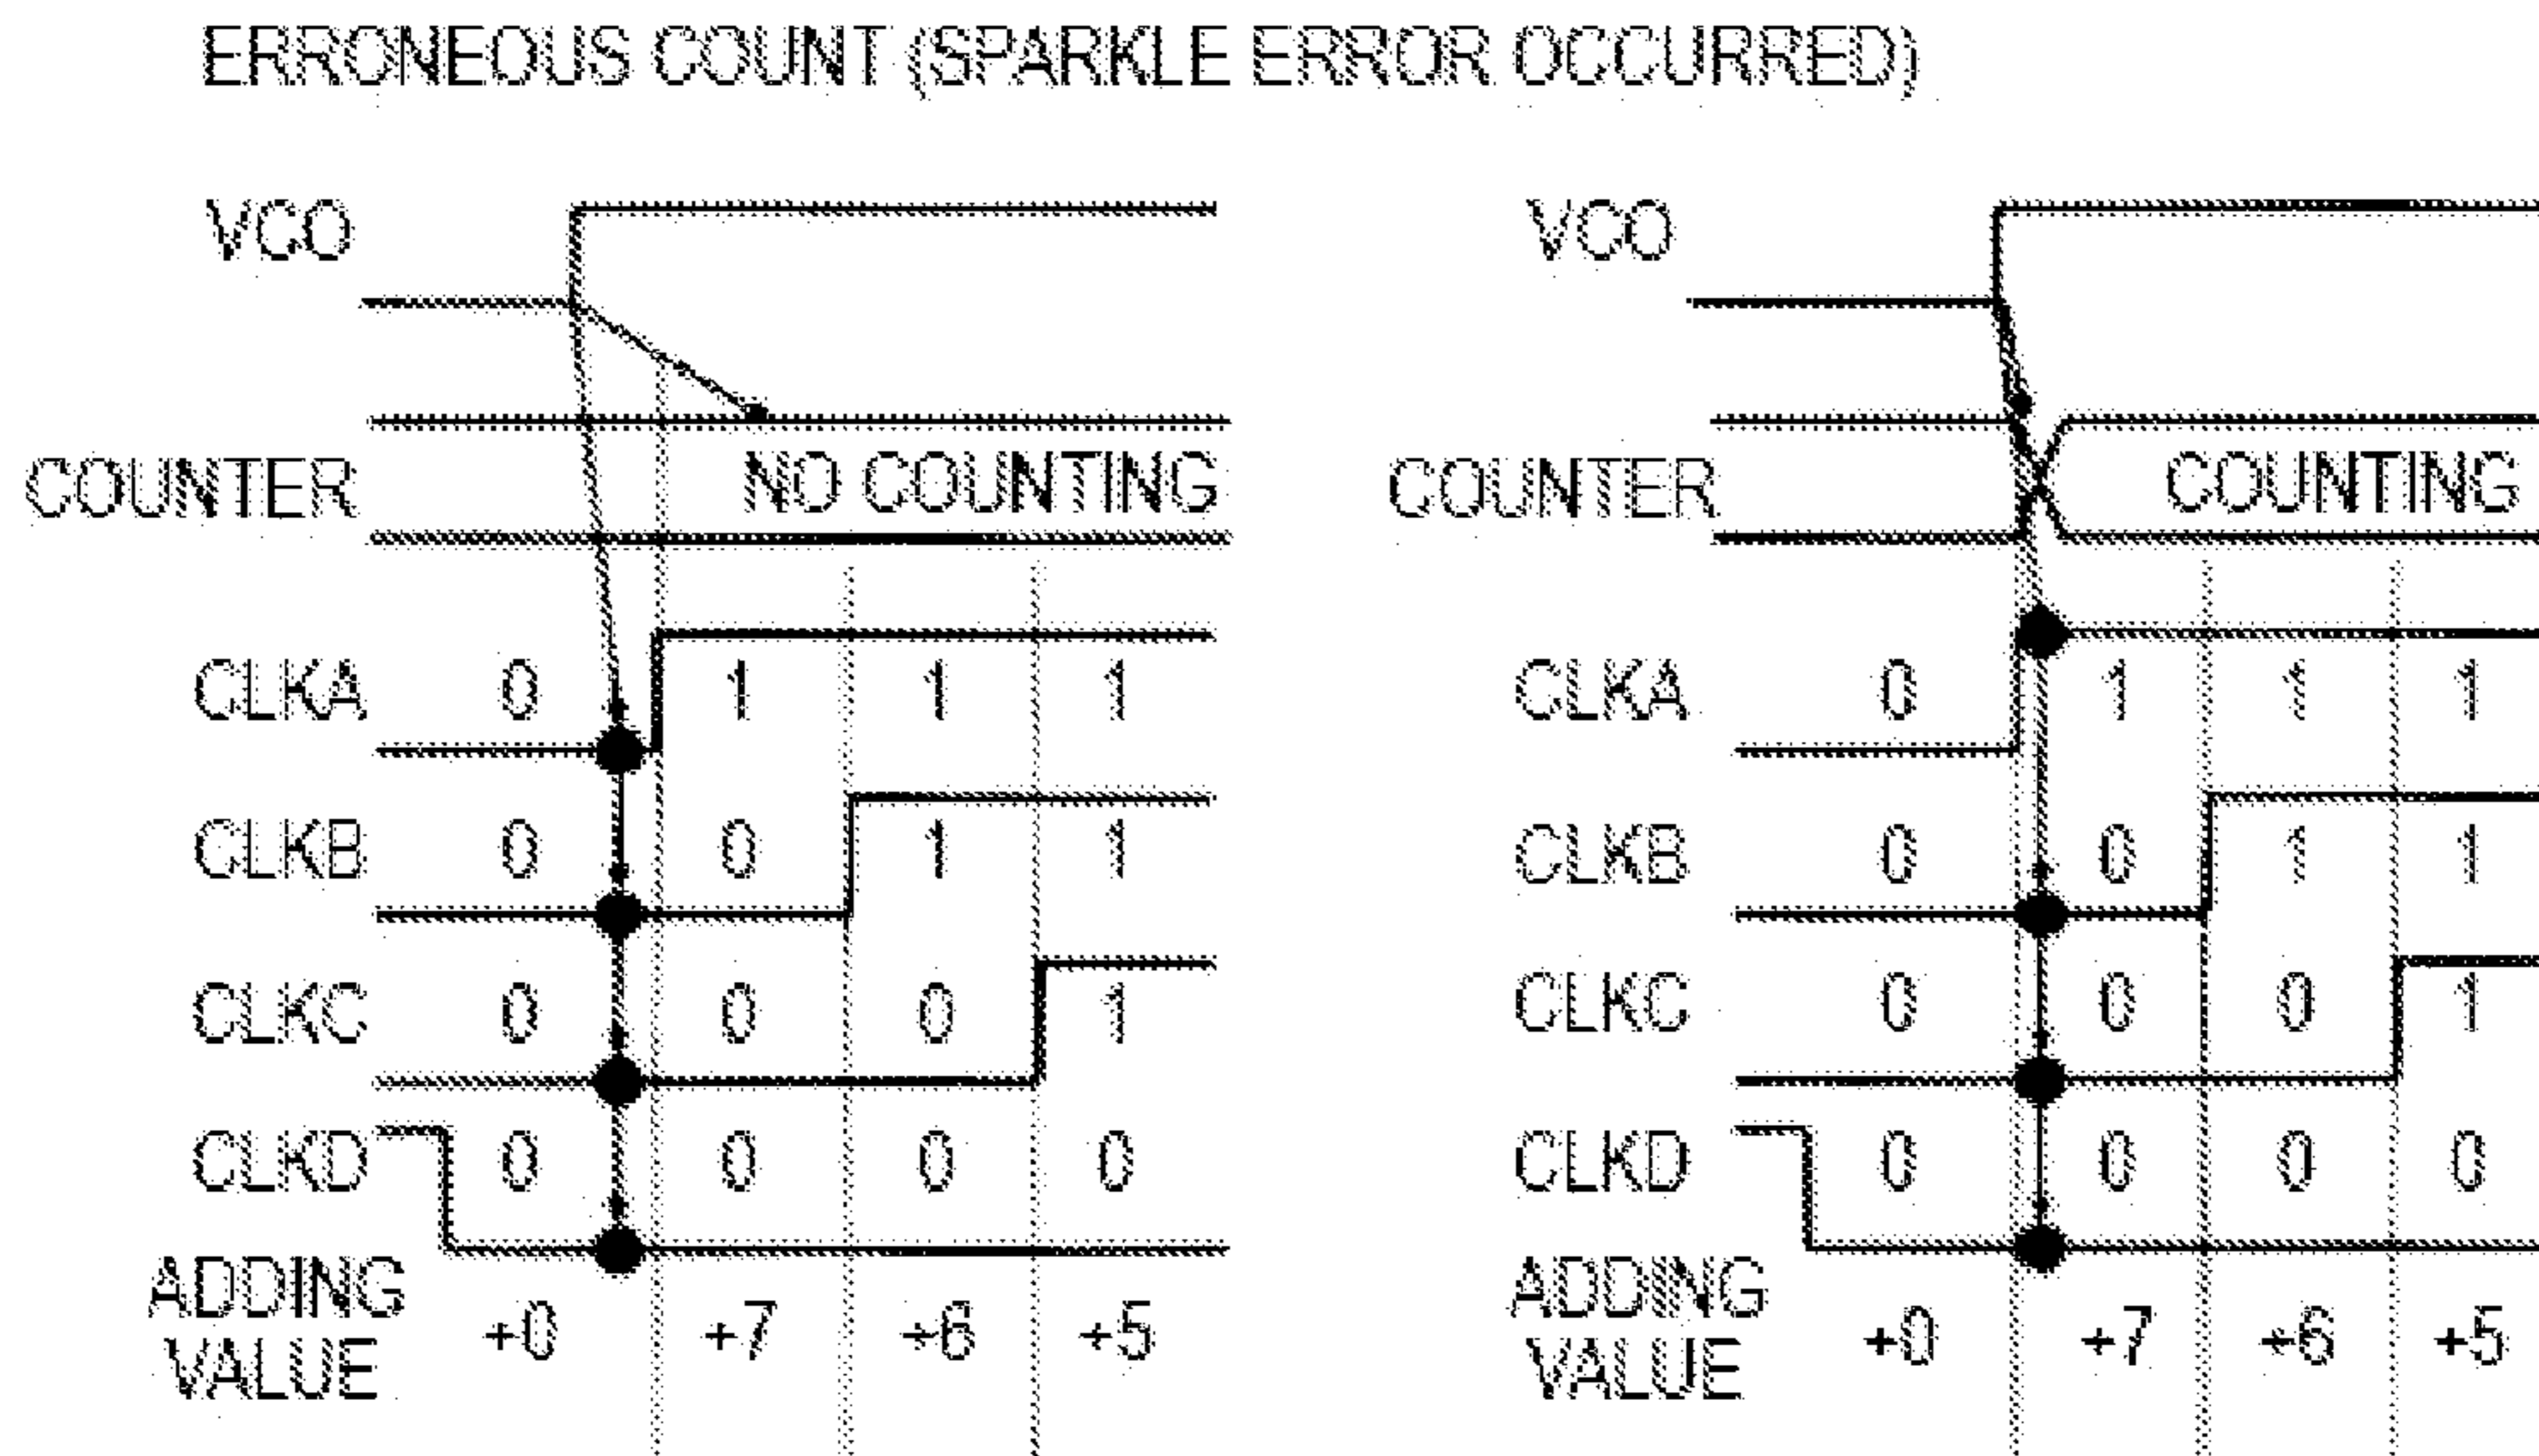 ERRONEOUS COUNT (SPARKLE ERROR OCCURRED)
VCO
COUNTER NO COUNTING
CLKA 0 1 1 1
CLKB 0 0 1 1
CLKC 0 0 0 1
CLKD 0 0 0 0
ADDING
VALUE +0 +7 +6 +5
VCO
COUNTER COUNTING
CLKA 0 1 1 1
CLKB 0 0 1 1
CLKC 0 0 0 1
CLKD 0 0 0 0
ADDING
VALUE +0 +7 +6 +5